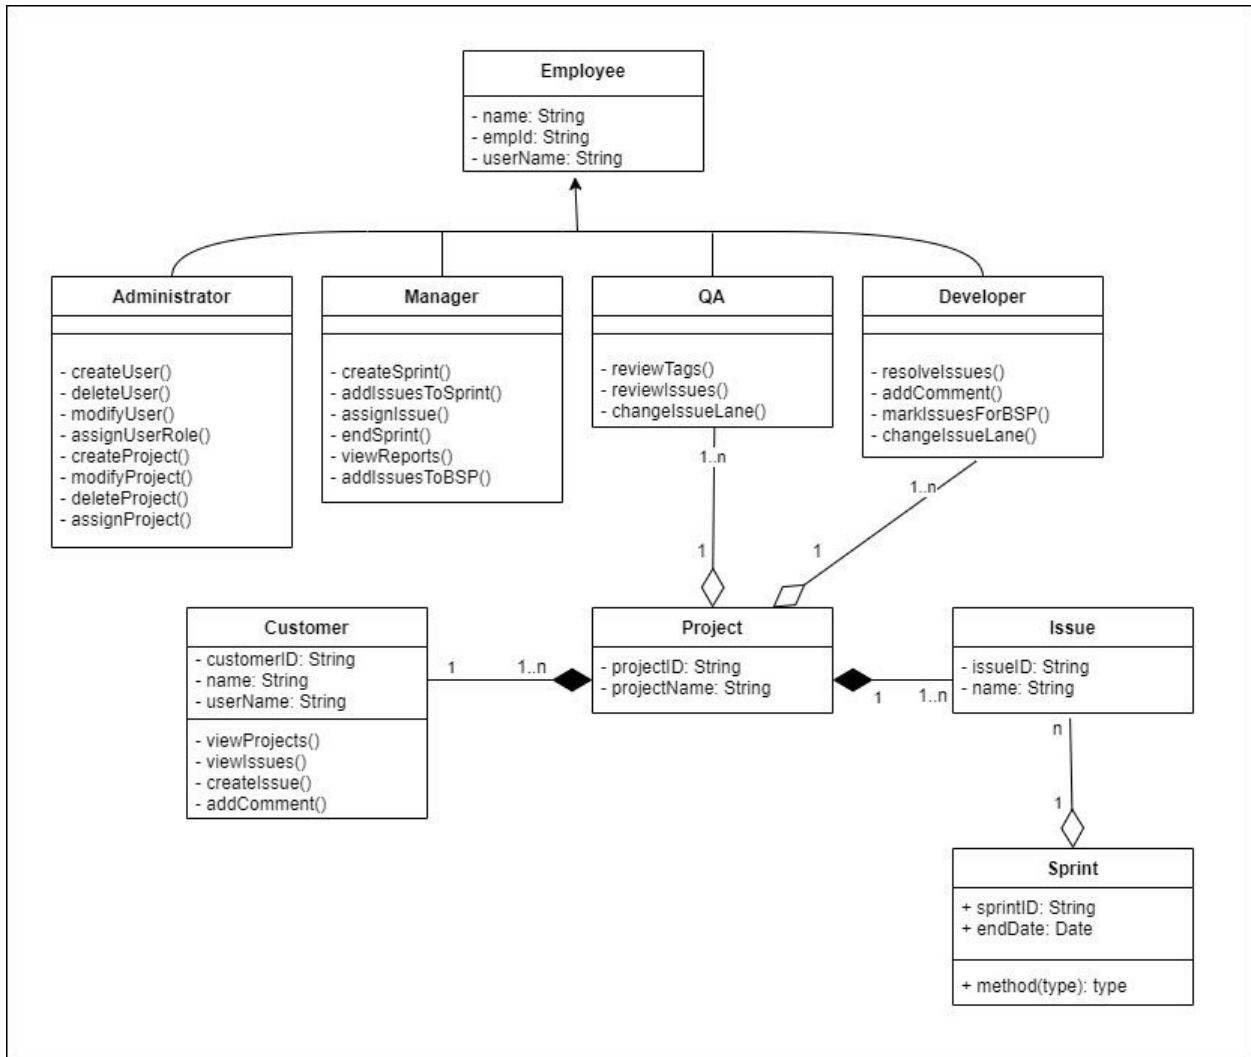 Employee
- name: String
- empId: String
- userName: String
Administrator
- createUser()
- deleteUser()
- modifyUser()
- assignUserRole()
- createProject()
- modifyProject()
- deleteProject()
- assignProject()
Manager
- createSprint()
- addIssuesToSprint()
- assignIssue()
- endSprint()
- viewReports()
- addIssuesToBSP()
QA
- reviewTags()
- reviewIssues()
- changeIssueLane()
Developer
- resolveIssues()
- addComment()
- markIssuesForBSP()
- changeIssueLane()
1..n
1..n
1
1
Customer
- customerID: String
- name: String
- userName: String
- viewProjects()
- viewIssues()
- createIssue()
- addComment()
1
1..n
Project
- projectID: String
- projectName: String
1
1..n
Issue
- issueID: String
- name: String
n
1
Sprint
+ sprintID: String
+ endDate: Date
+ method(type): type